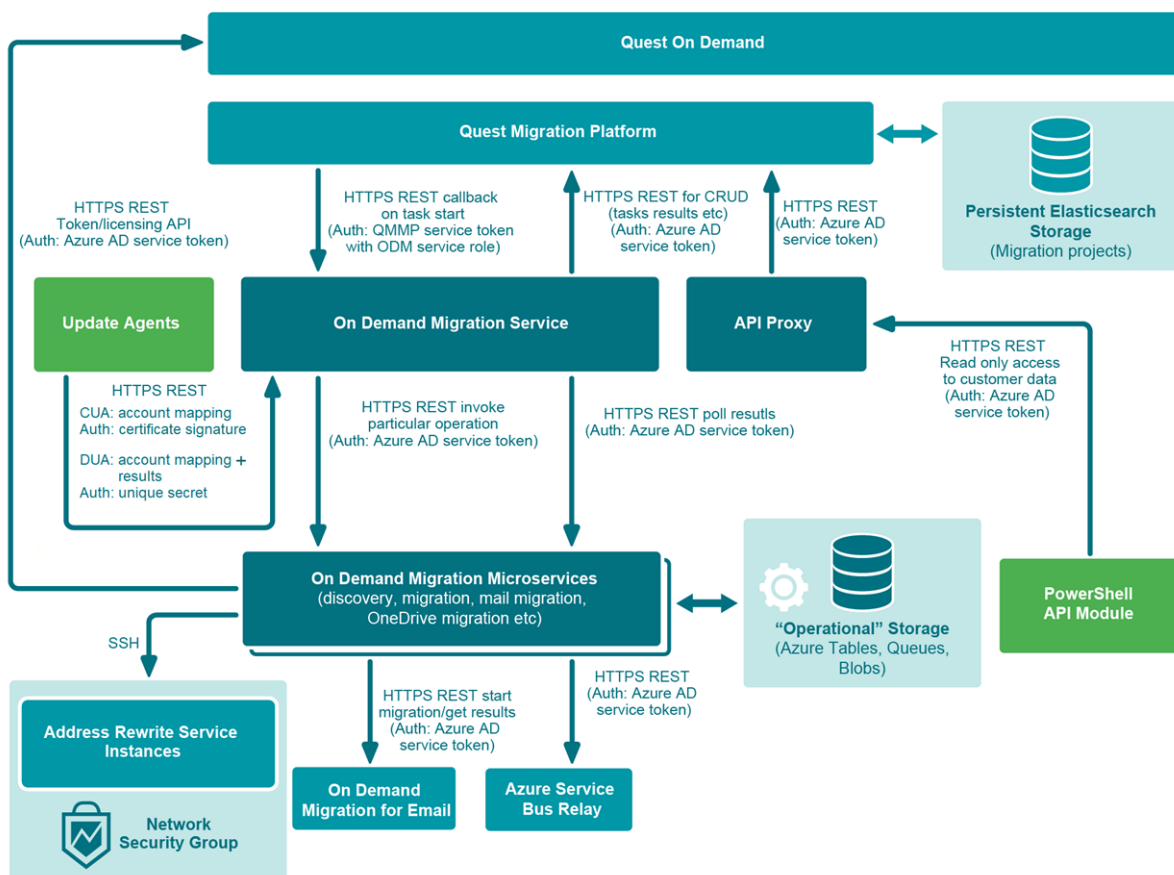 Quest On Demand
Quest Migration Platform
HTTPS REST
Token/licensing API
(Auth: Azure AD service token)
HTTPS REST callback
on task start
(Auth: QMMP service token
with ODM service role)
HTTPS REST for CRUD
(tasks results etc)
(Auth: Azure AD
service token)
HTTPS REST
(Auth: Azure AD
service token)
Persistent Elasticsearch
Storage
(Migration projects)
Update Agents
On Demand Migration Service
API Proxy
HTTPS REST
CUA: account mapping
Auth: certificate signature
DUA: account mapping +
results
Auth: unique secret
HTTPS REST invoke
particular operation
(Auth: Azure AD service token)
HTTPS REST poll resutls
(Auth: Azure AD service token)
HTTPS REST
Read only access
to customer data
(Auth: Azure AD
service token)
On Demand Migration Microservices
(discovery, migration, mail migration,
OneDrive migration etc)
“Operational” Storage
(Azure Tables, Queues,
Blobs)
PowerShell
API Module
SSH
HTTPS REST start
migration/get results
(Auth: Azure AD
service token)
HTTPS REST
(Auth: Azure AD
service token)
Address Rewrite Service
Instances
Network
Security Group
On Demand
Migration for Email
Azure Service
Bus Relay